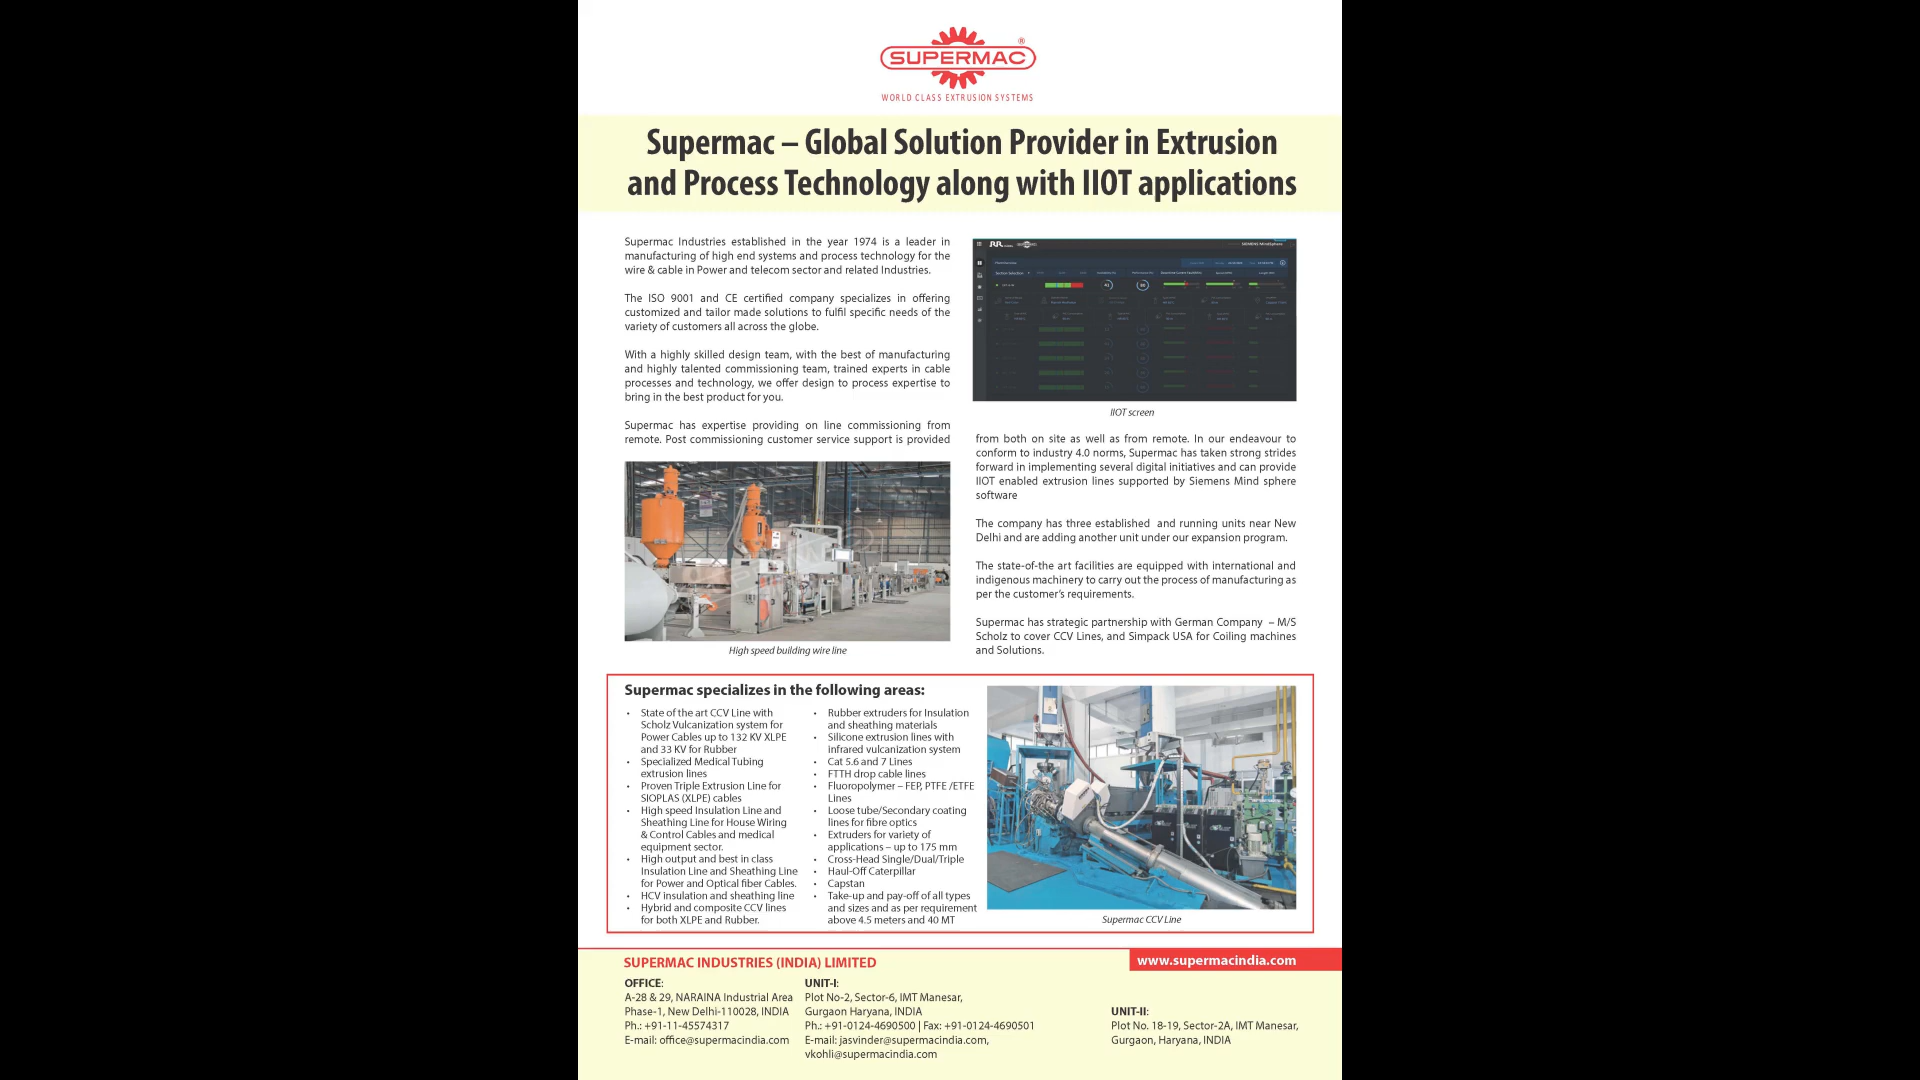 SUPERMAC
®
WORLD CLASS EXTRUSION SYSTEMS
Supermac – Global Solution Provider in Extrusion
and Process Technology along with IIOT applications
Supermac Industries established in the year 1974 is a leader in
manufacturing of high end systems and process technology for the
wire & cable in Power and telecom sector and related Industries.
The ISO 9001 and CE certified company specializes in offering
customized and tailor made solutions to fulfil specific needs of the
variety of customers all across the globe.
With a highly skilled design team, with the best of manufacturing
and highly talented commissioning team, trained experts in cable
processes and technology, we offer design to process expertise to
bring in the best product for you.
Supermac has expertise providing on line commissioning from
remote. Post commissioning customer service support is provided
High speed building wire line
IIOT screen
from both on site as well as from remote. In our endeavour to
conform to industry 4.0 norms, Supermac has taken strong strides
forward in implementing several digital initiatives and can provide
IIOT enabled extrusion lines supported by Siemens Mind sphere
software
The company has three established and running units near New
Delhi and are adding another unit under our expansion program.
The state-of-the art facilities are equipped with international and
indigenous machinery to carry out the process of manufacturing as
per the customer's requirements.
Supermac has strategic partnership with German Company – M/S
Scholz to cover CCV Lines, and Simpack USA for Coiling machines
and Solutions.
Supermac specializes in the following areas:
• State of the art CCV Line with
Scholz Vulcanization system for
Power Cables up to 132 KV XLPE
and 33 KV for Rubber
• Specialized Medical Tubing
extrusion lines
• Proven Triple Extrusion Line for
SIOPLAS (XLPE) cables
• High speed Insulation Line and
Sheathing Line for House Wiring
& Control Cables and medical
equipment sector.
• High output and best in class
Insulation Line and Sheathing Line
for Power and Optical fiber Cables.
• HCV insulation and sheathing line
• Hybrid and composite CCV lines
for both XLPE and Rubber.
• Rubber extruders for Insulation
and sheathing materials
• Silicone extrusion lines with
infrared vulcanization system
• Cat 5.6 and 7 Lines
• FTTH drop cable lines
• Fluoropolymer – FEP, PTFE /ETFE
Lines
• Loose tube/Secondary coating
lines for fibre optics
• Extruders for variety of
applications – up to 175 mm
• Cross-Head Single/Dual/Triple
• Haul-Off Caterpillar
• Capstan
• Take-up and pay-off of all types
and sizes and as per requirement
above 4.5 meters and 40 MT
Supermac CCV Line
SUPERMAC INDUSTRIES (INDIA) LIMITED
www.supermacindia.com
OFFICE:
A-28 & 29, NARAINA Industrial Area
Phase-1, New Delhi-110028, INDIA
Ph.: +91-11-45574317
E-mail: office@supermacindia.com
UNIT-I:
Plot No-2, Sector-6, IMT Manesar,
Gurgaon Haryana, INDIA
Ph.: +91-0124-4690500 | Fax: +91-0124-4690501
E-mail: jasvinder@supermacindia.com,
vkohli@supermacindia.com
UNIT-II:
Plot No. 18-19, Sector-2A, IMT Manesar,
Gurgaon, Haryana, INDIA